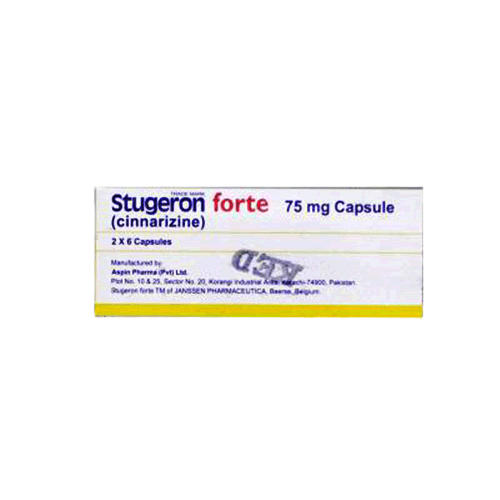 TRADE MARK
Stugeron forte 75 mg Capsule
(cinnarizine)
2 X 6 Capsules
Manufactured by
Aspin Pharma (Pvt) Ltd.
Plot No. 10 & 25, Sector No. 20, Korangi Industrial Area, Karachi-74900, Pakistan.
Stugeron forte TM of JANSSEN PHARMACEUTICA, Beerse, Belgium.
KED